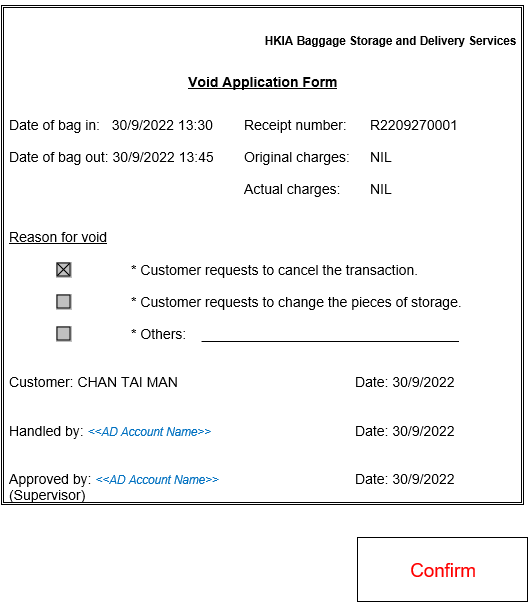 HKIA Baggage Storage and Delivery Services
Void Application Form
Date of bag in: 30/9/2022 13:30 Receipt number: R2209270001
Date of bag out: 30/9/2022 13:45 Original charges: NIL
Actual charges: NIL
Reason for void
* Customer requests to cancel the transaction.
* Customer requests to change the pieces of storage.
* Others:
Customer: CHAN TAI MAN Date: 30/9/2022
Handled by: <<AD Account Name>> Date: 30/9/2022
Approved by: <<AD Account Name>> Date: 30/9/2022
(Supervisor)
Confirm